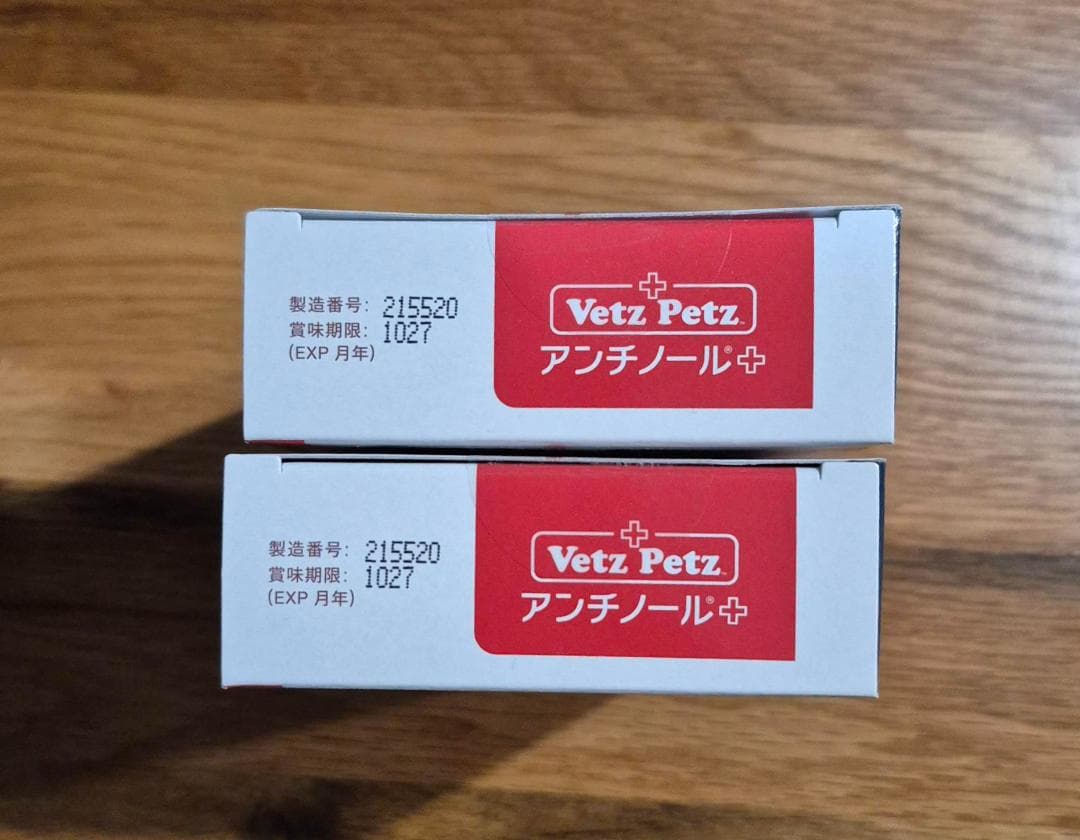 製造番号: 215520
賞味期限: 1027
(EXP 月年)
Vetz Petz™
アンチノール®+
製造番号: 215520
賞味期限: 1027
(EXP 月年)
Vetz Petz™
アンチノール®+